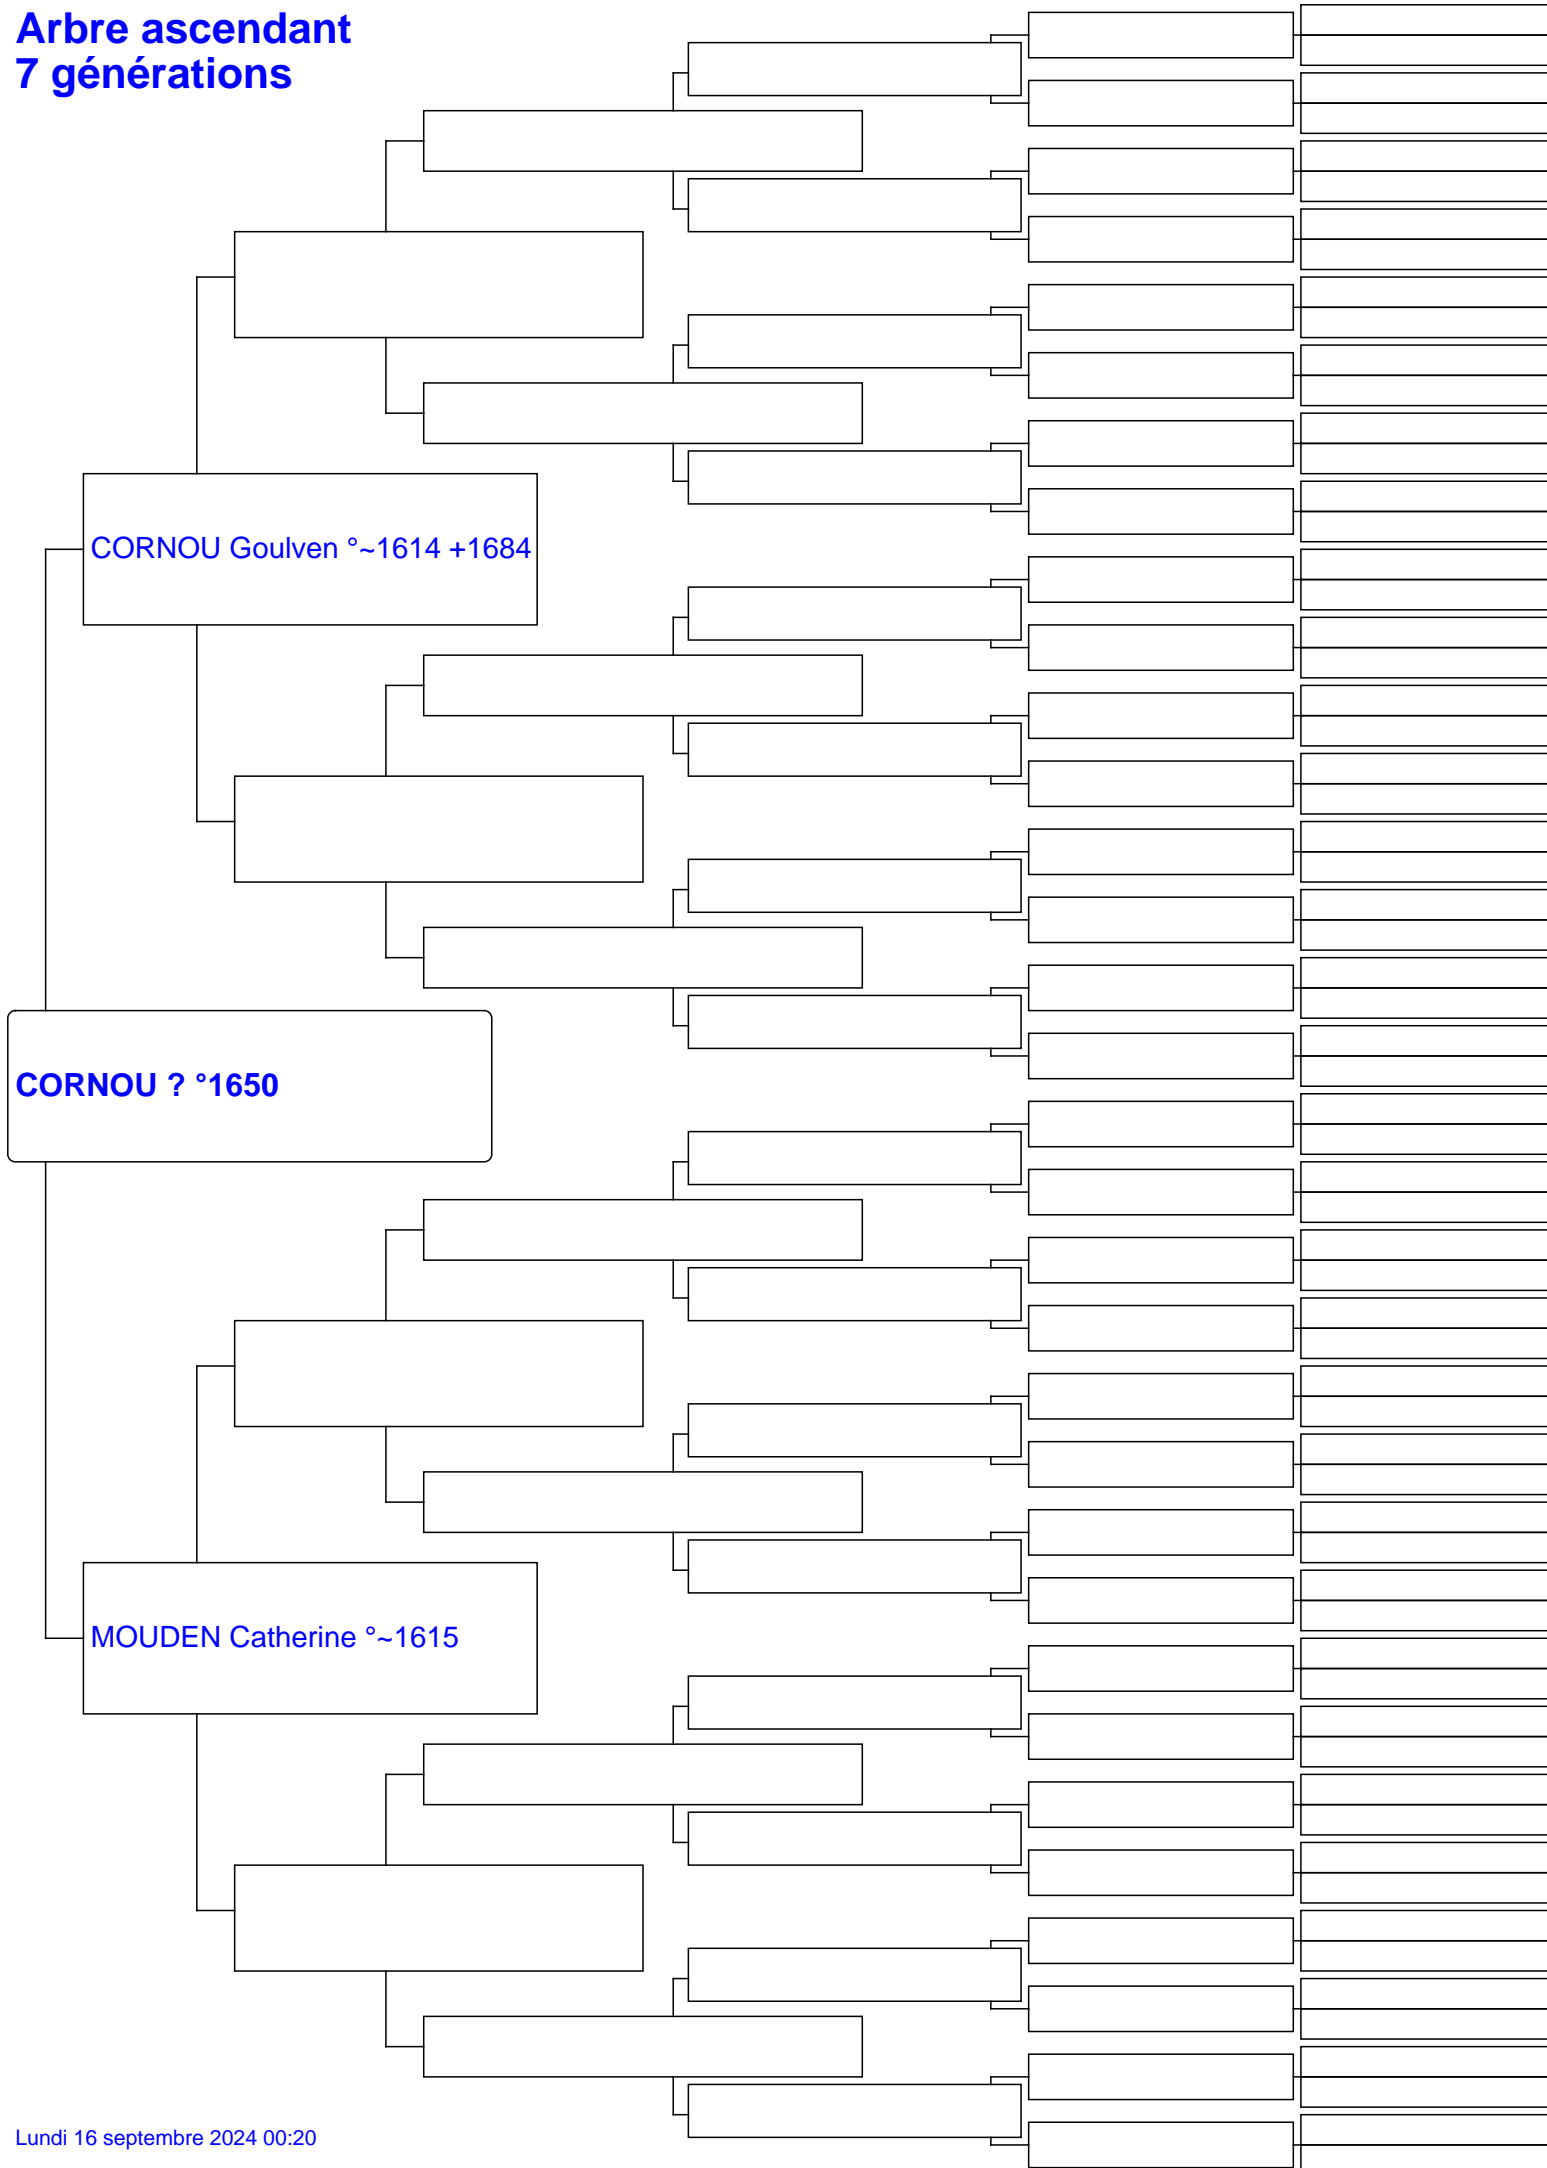 Arbre ascendant
7 générations
CORNOU Goulven °~1614 +1684
CORNOU ? °1650
MOUDEN Catherine °~1615
Lundi 16 septembre 2024 00:20